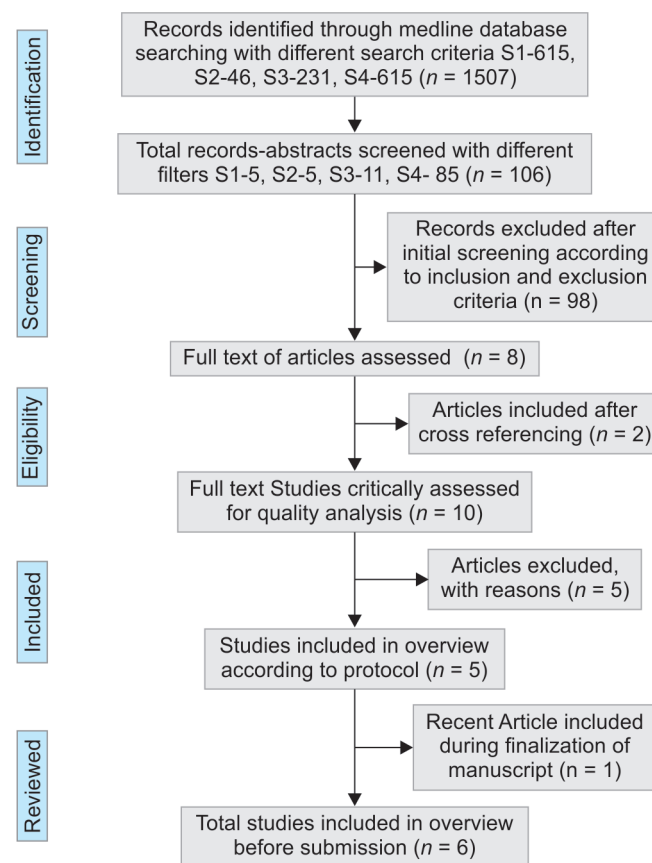 Identification
Records identified through medline database
searching with different search criteria S1-615,
S2-46, S3-231, S4-615 (n = 1507)
Total records-abstracts screened with different
filters S1-5, S2-5, S3-11, S4- 85 (n = 106)
Screening
Records excluded after
initial screening according
to inclusion and exclusion
criteria (n = 98)
Full text of articles assessed (n = 8)
Eligibility
Articles included after
cross referencing (n = 2)
Full text Studies critically assessed
for quality analysis (n = 10)
Included
Articles excluded,
with reasons (n = 5)
Studies included in overview
according to protocol (n = 5)
Reviewed
Recent Article included
during finalization of
manuscript (n = 1)
Total studies included in overview
before submission (n = 6)